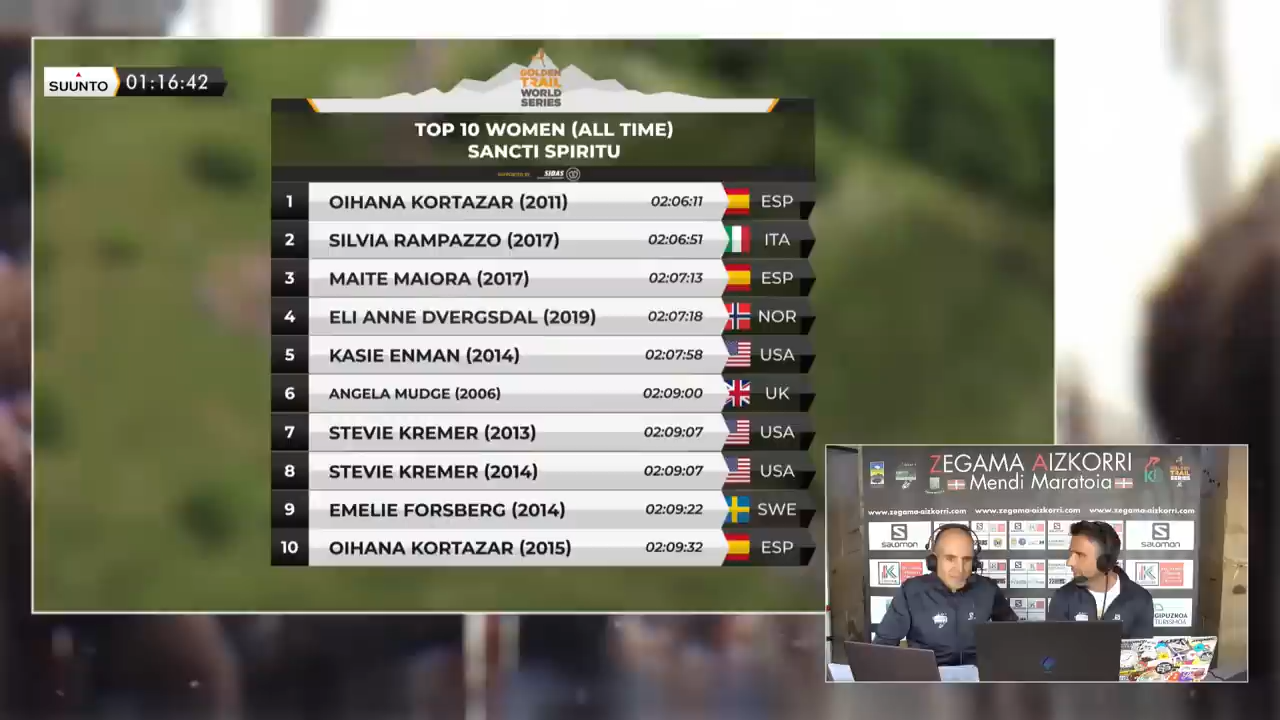 SUUNTO 01:16:42
GOLDEN
TRAIL
WORLD
SERIES
TOP 10 WOMEN (ALL TIME)
SANCTI SPIRITU
SIDAS
1 OIHANA KORTAZAR (2011) 02:06:11 ESP
2 SILVIA RAMPAZZO (2017) 02:06:51 ITA
3 MAITE MAIORA (2017) 02:07:13 ESP
4 ELI ANNE DVERGSDAL (2019) 02:07:18 NOR
5 KASIE ENMAN (2014) 02:07:58 USA
6 ANGELA MUDGE (2006) 02:09:00 UK
7 STEVIE KREMER (2013) 02:09:07 USA
8 STEVIE KREMER (2014) 02:09:07 USA
9 EMELIE FORSBERG (2014) 02:09:22 SWE
10 OIHANA KORTAZAR (2015) 02:09:32 ESP
ZEGAMA AIZKORRI
Mendi Maratoia
www.zegama-aizkorri.com www.zegama-aizkorri.com www.zegama-aizkorri.com
SALOMON SALOMON
GIPUZKOA
TURISMOA